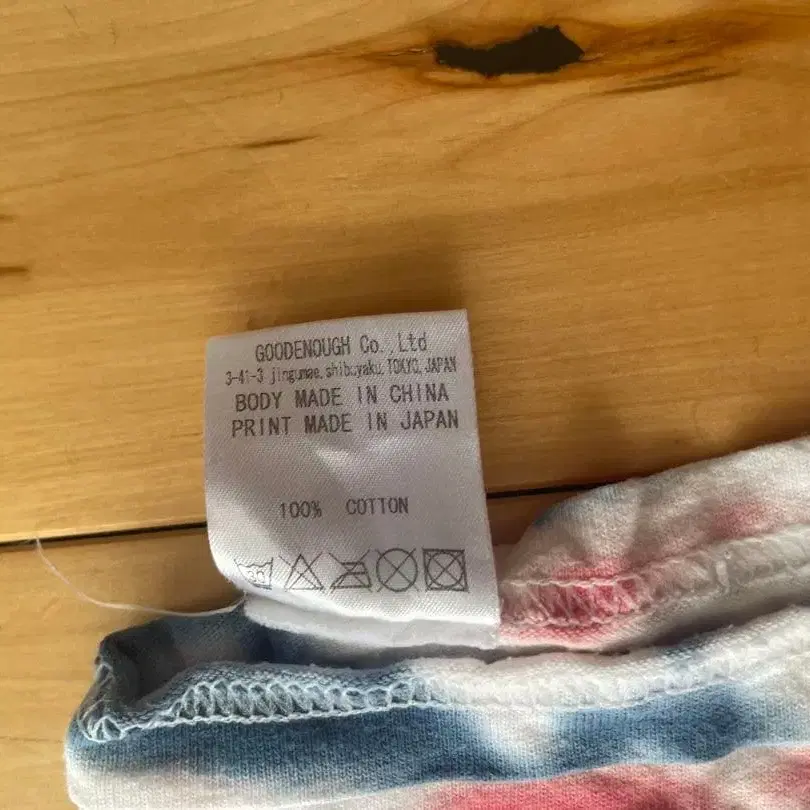 GOODENOUGH Co.,Ltd
3-41-3 jingumae,shibuyaku,TOKYO,JAPAN
BODY MADE IN CHINA
PRINT MADE IN JAPAN
100% COTTON
30